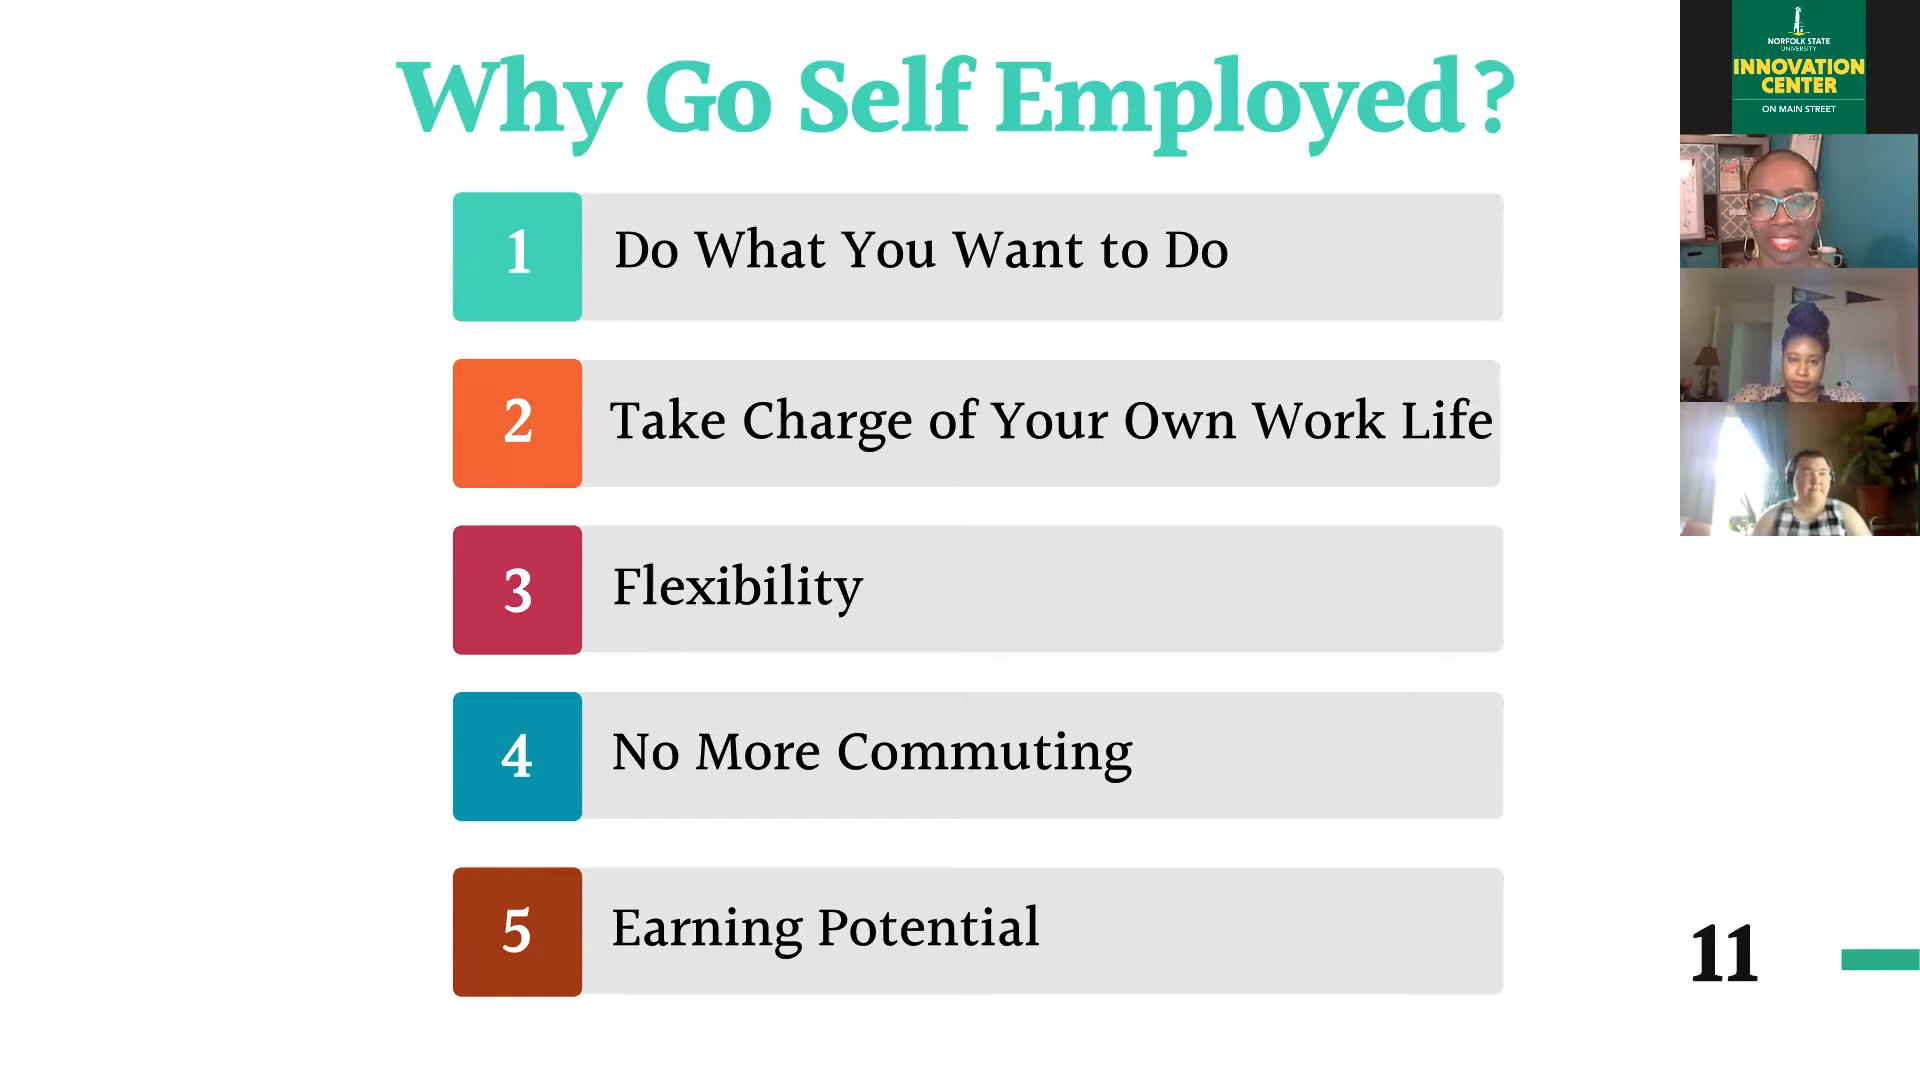 Why Go Self Employed?
1
Do What You Want to Do
2
Take Charge of Your Own Work Life
3
Flexibility
4
No More Commuting
5
Earning Potential
11
NORFOLK STATE
UNIVERSITY
INNOVATION
CENTER
ON MAIN STREET